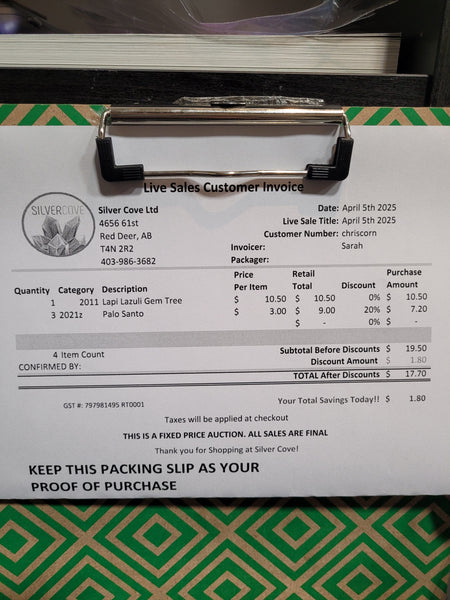 Live Sales Customer Invoice
SILVERCOVE
Silver Cove Ltd
4656 61st
Red Deer, AB
T4N 2R2
403-986-3682
Date: April 5th 2025
Live Sale Title: April 5th 2025
Customer Number: chriscorn
Invoicer: Sarah
Packager:
Quantity Category Description Price Per Item Retail Total Discount Purchase Amount
1 2011 Lapi Lazuli Gem Tree $ 10.50 $ 10.50 0% $ 10.50
3 2021z Palo Santo $ 3.00 $ 9.00 20% $ 7.20
$ - 0% $ -
4 Item Count
Subtotal Before Discounts $ 19.50
CONFIRMED BY:
Discount Amount $ 1.80
TOTAL After Discounts $ 17.70
GST #: 797981495 RT0001
Your Total Savings Today!! $ 1.80
Taxes will be applied at checkout
THIS IS A FIXED PRICE AUCTION. ALL SALES ARE FINAL
Thank you for Shopping at Silver Cove!
KEEP THIS PACKING SLIP AS YOUR
PROOF OF PURCHASE